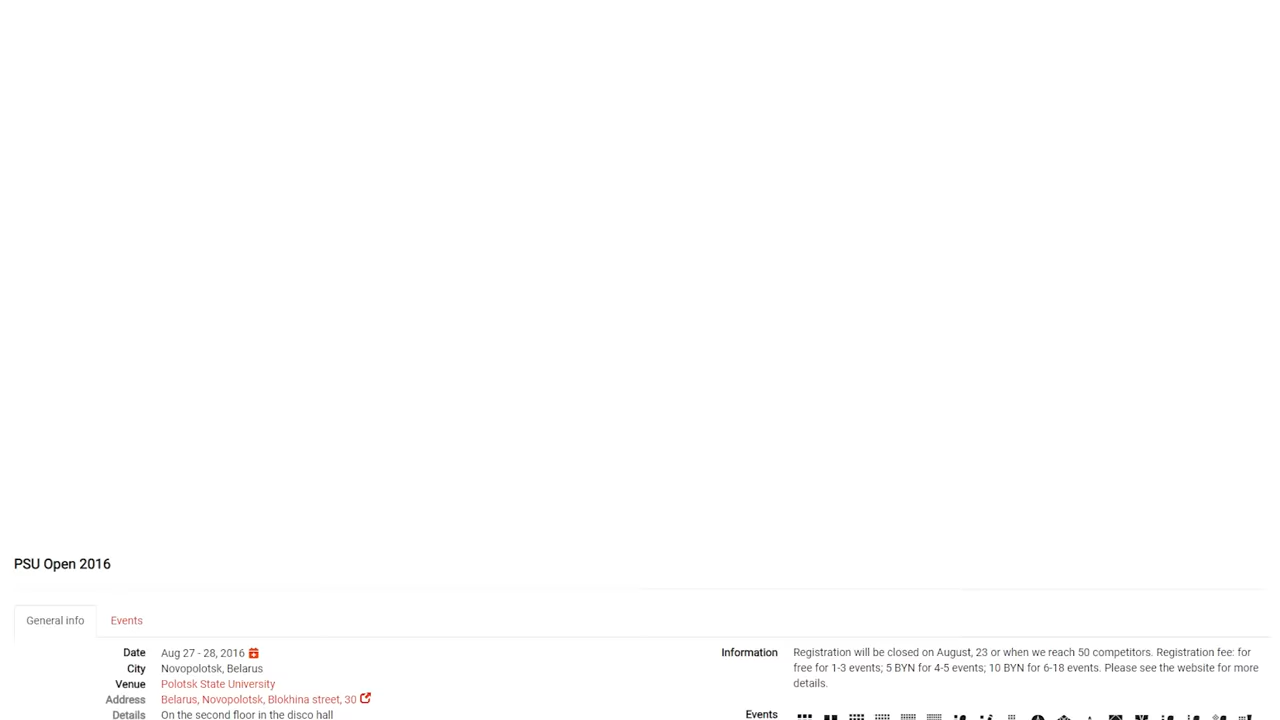 PSU Open 2016
General info
Events
Date Aug 27 - 28, 2016
City Novopolotsk, Belarus
Venue Polotsk State University
Address Belarus, Novopolotsk, Blokhina street, 30
Details On the second floor in the disco hall
Information Registration will be closed on August, 23 or when we reach 50 competitors. Registration fee: for
free for 1-3 events; 5 BYN for 4-5 events; 10 BYN for 6-18 events. Please see the website for more
details.
Events